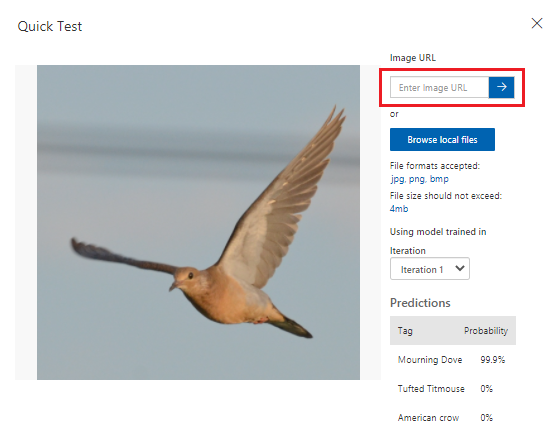 Quick Test
Image URL
Enter Image URL
or
Browse local files
File formats accepted:
jpg, png, bmp
File size should not exceed:
4mb
Using model trained in
Iteration
Iteration 1
Predictions
Tag Probability
Mourning Dove 99.9%
Tufted Titmouse 0%
American crow 0%